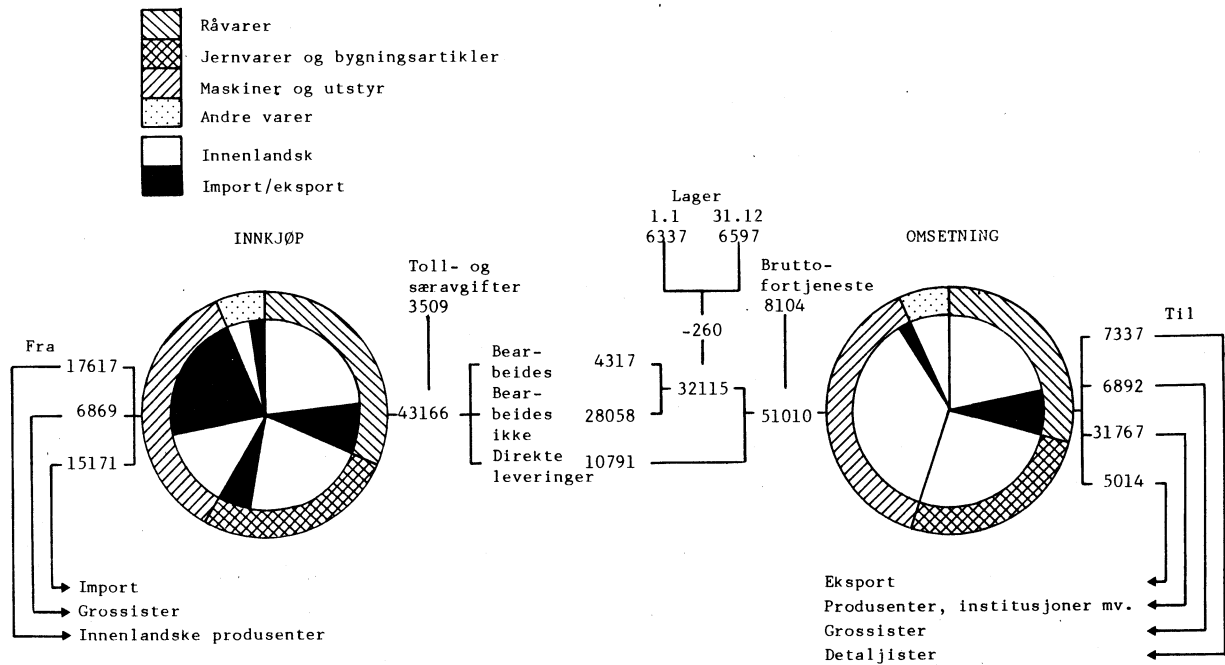 Råvarer
Jernvarer og bygningsartikler
Maskiner og utstyr
Andre varer
Innenlandsk
Import/eksport
Lager
1.1 31.12
6337 6597
INNKJØP
OMSETNING
Toll- og
særavgifter
3509
Brutto-
fortjeneste
8104
-260
Fra
17617
6869
15171
43166
Bear-
beides
4317
Bear-
beides
ikke
28058
Direkte
leveringer
10791
32115
51010
Til
7337
6892
31767
5014
Import
Grossister
Innenlandske produsenter
Eksport
Produsenter, institusjoner mv.
Grossister
Detaljister